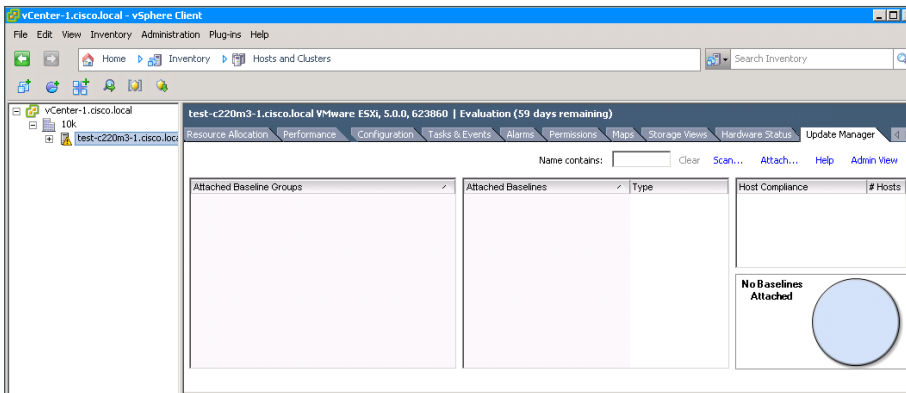 vCenter-1.cisco.local - vSphere Client
File Edit View Inventory Administration Plug-ins Help
Home Inventory Hosts and Clusters Search Inventory
vCenter-1.cisco.local
10k
test-c220m3-1.cisco.loca
test-c220m3-1.cisco.local VMware ESXi, 5.0.0, 623860 | Evaluation (59 days remaining)
Resource Allocation Performance Configuration Tasks & Events Alarms Permissions Maps Storage Views Hardware Status Update Manager
Name contains: Clear Scan... Attach... Help Admin View
Attached Baseline Groups Attached Baselines Type Host Compliance # Hosts
No Baselines
Attached